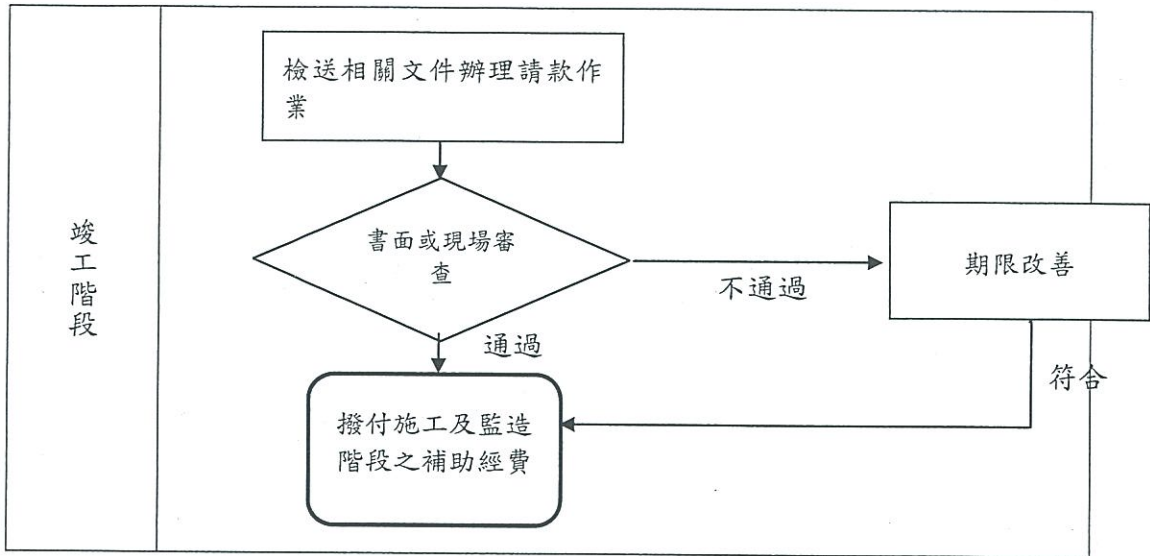 檢送相關文件辦理請款作
業
竣工階段
書面或現場審
查
不通過
期限改善
通過
符合
撥付施工及監造
階段之補助經費